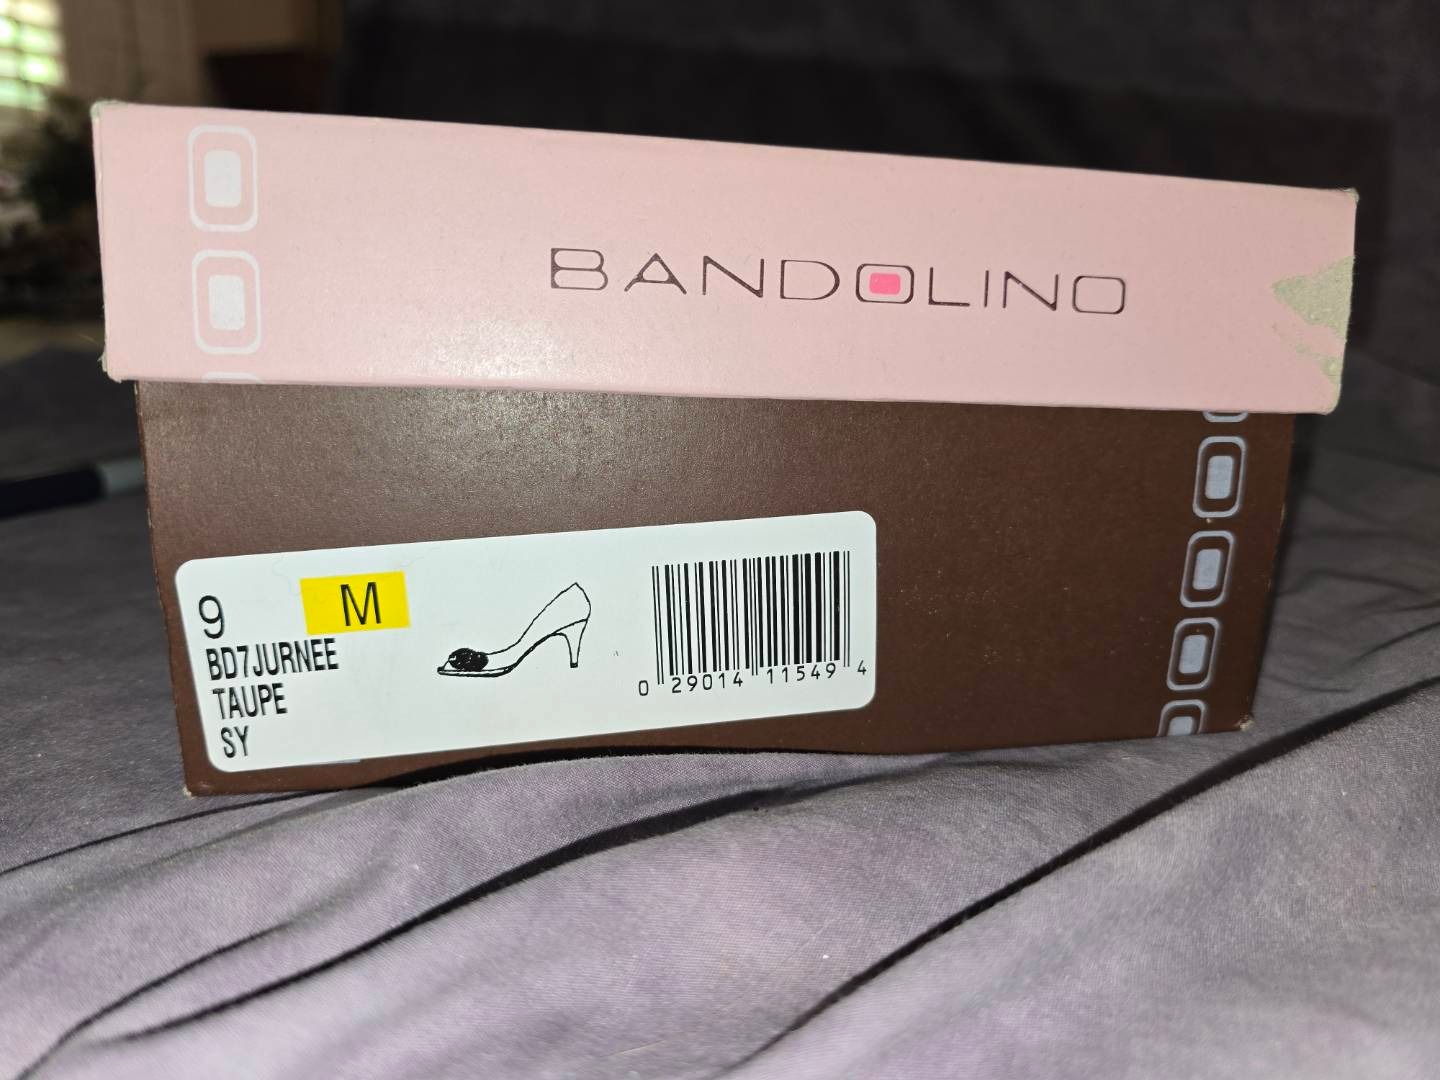 BANDOLINO
9 M
BD7JURNEE
TAUPE
SY
0 29014 11549 4